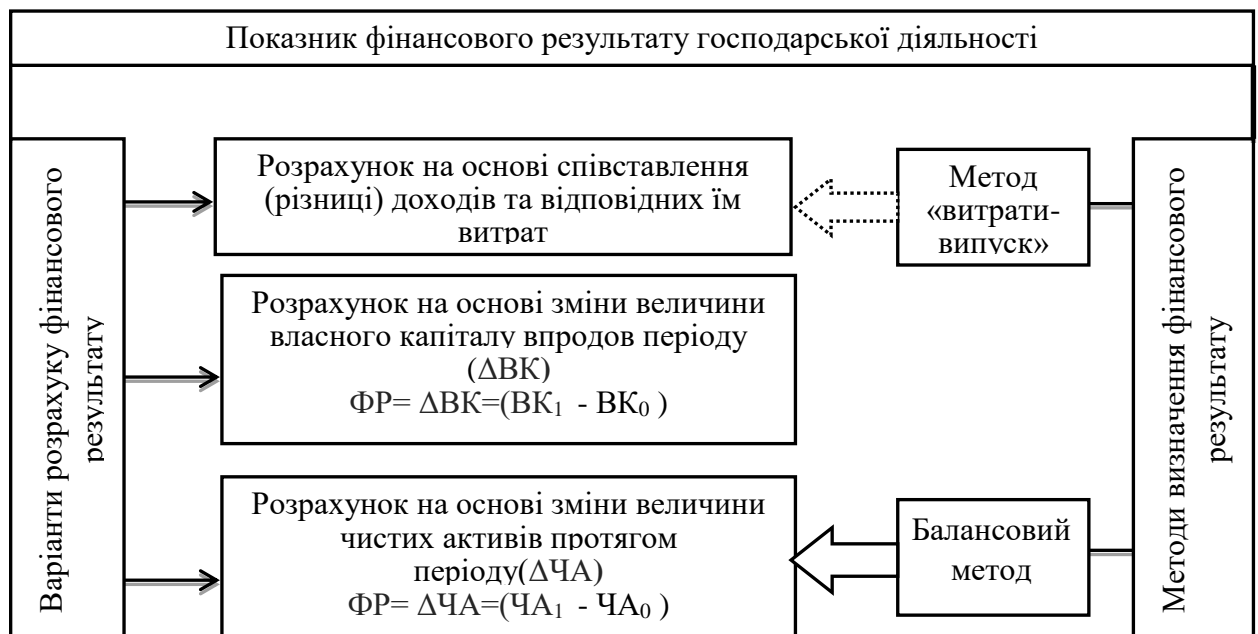 Показник фінансового результату господарської діяльності
Варіанти розрахуку фінансового
результату
Розрахунок на основі співставлення
(різниці) доходів та відповідних їм
витрат
Метод
«витрати-
випуск»
Розрахунок на основі зміни величини
власного капіталу впродов періоду
(ΔВК)
ФР= ΔВК=(ВК₁ - ВК₀ )
Розрахунок на основі зміни величини
чистих активів протягом
періоду(ΔЧА)
ФР= ΔЧА=(ЧА₁ - ЧА₀ )
Балансовий
метод
Методи визначення фінансового
результату